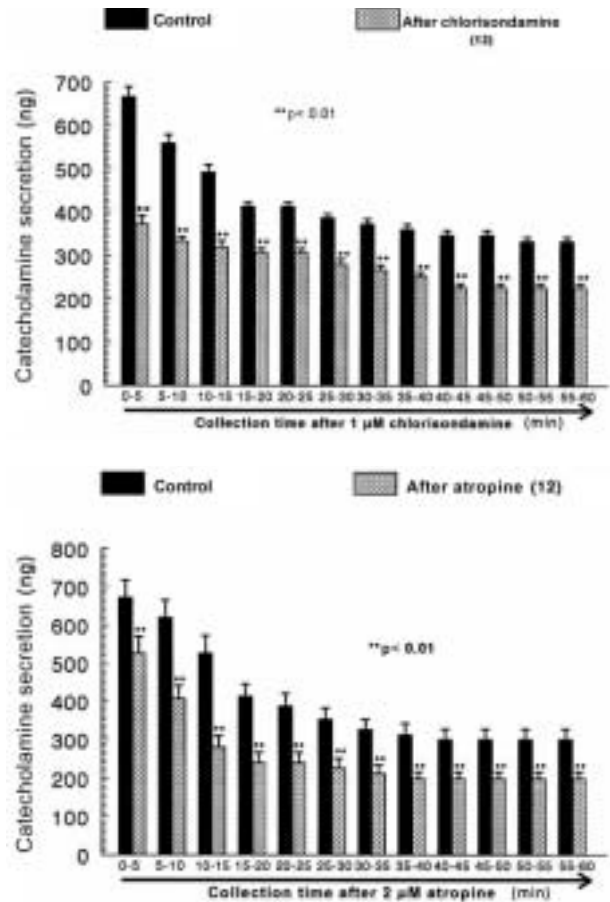 Control
After chlorisondamine
(12)
Catecholamine secretion (ng)
700
600
500
400
300
200
100
0
**p< 0.01
** ** ** ** ** ** ** ** ** ** ** **
0-5 5-10 10-15 15-20 20-25 25-30 30-35 35-40 40-45 45-50 50-55 55-60
Collection time after 1 µM chlorisondamine (min)
Control
After atropine (12)
Catecholamine secretion (ng)
800
700
600
500
400
300
200
100
0
**p< 0.01
** ** ** ** ** ** ** ** ** ** ** **
0-5 5-10 10-15 15-20 20-25 25-30 30-35 35-40 40-45 45-50 50-55 55-60
Collection time after 2 µM atropine (min)